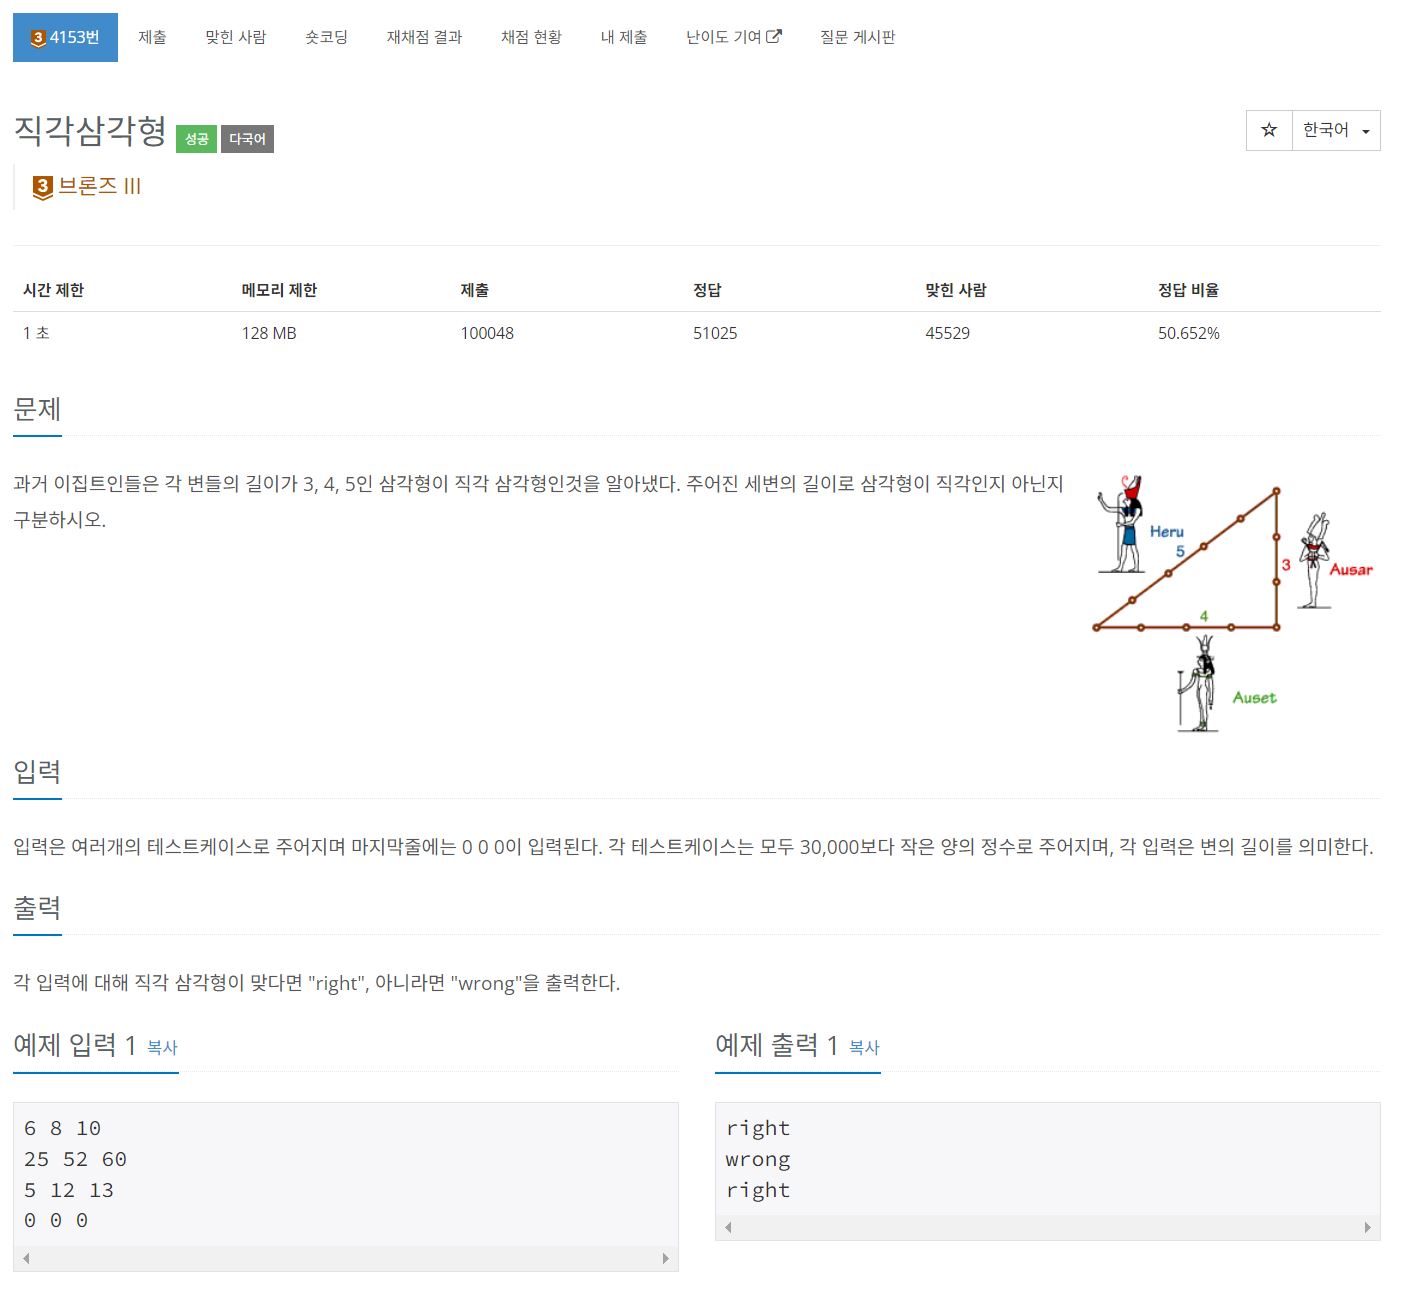 3 4153번 제출 맞힌 사람 숏코딩 재채점 결과 채점 현황 내 제출 난이도 기여 질문 게시판
직각삼각형 성공 다국어 한국어
3 브론즈 III
시간 제한 메모리 제한 제출 정답 맞힌 사람 정답 비율
1 초 128 MB 100048 51025 45529 50.652%
문제
과거 이집트인들은 각 변들의 길이가 3, 4, 5인 삼각형이 직각 삼각형인것을 알아냈다. 주어진 세변의 길이로 삼각형이 직각인지 아닌지
구분하시오.
Heru
5
3
Ausar
4
Auset
입력
입력은 여러개의 테스트케이스로 주어지며 마지막줄에는 0 0 0이 입력된다. 각 테스트케이스는 모두 30,000보다 작은 양의 정수로 주어지며, 각 입력은 변의 길이를 의미한다.
출력
각 입력에 대해 직각 삼각형이 맞다면 "right", 아니라면 "wrong"을 출력한다.
예제 입력 1 복사
6 8 10
25 52 60
5 12 13
0 0 0
예제 출력 1 복사
right
wrong
right